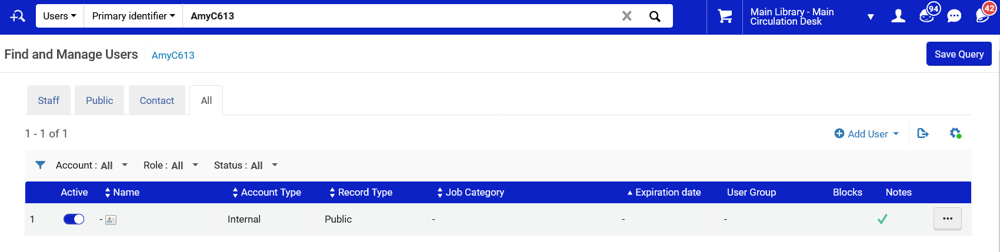 Users Primary identifier AmyC613
Main Library - Main
Circulation Desk
94
42
Find and Manage Users AmyC613 Save Query
Staff Public Contact All
1 - 1 of 1 Add User
Account : All Role : All Status : All
Active Name Account Type Record Type Job Category Expiration date User Group Blocks Notes
1 - Internal Public - - -